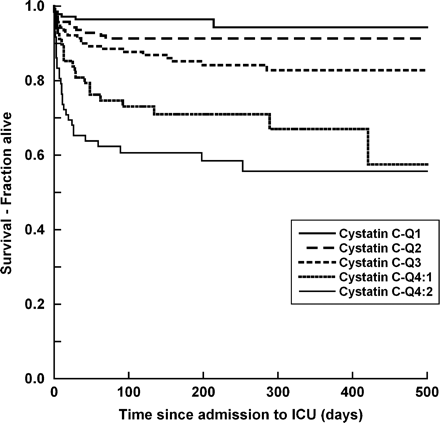 Survival - Fraction alive
1.0
0.8
0.6
0.4
0.2
0.0
Cystatin C-Q1
Cystatin C-Q2
Cystatin C-Q3
Cystatin C-Q4:1
Cystatin C-Q4:2
0 100 200 300 400 500
Time since admission to ICU (days)